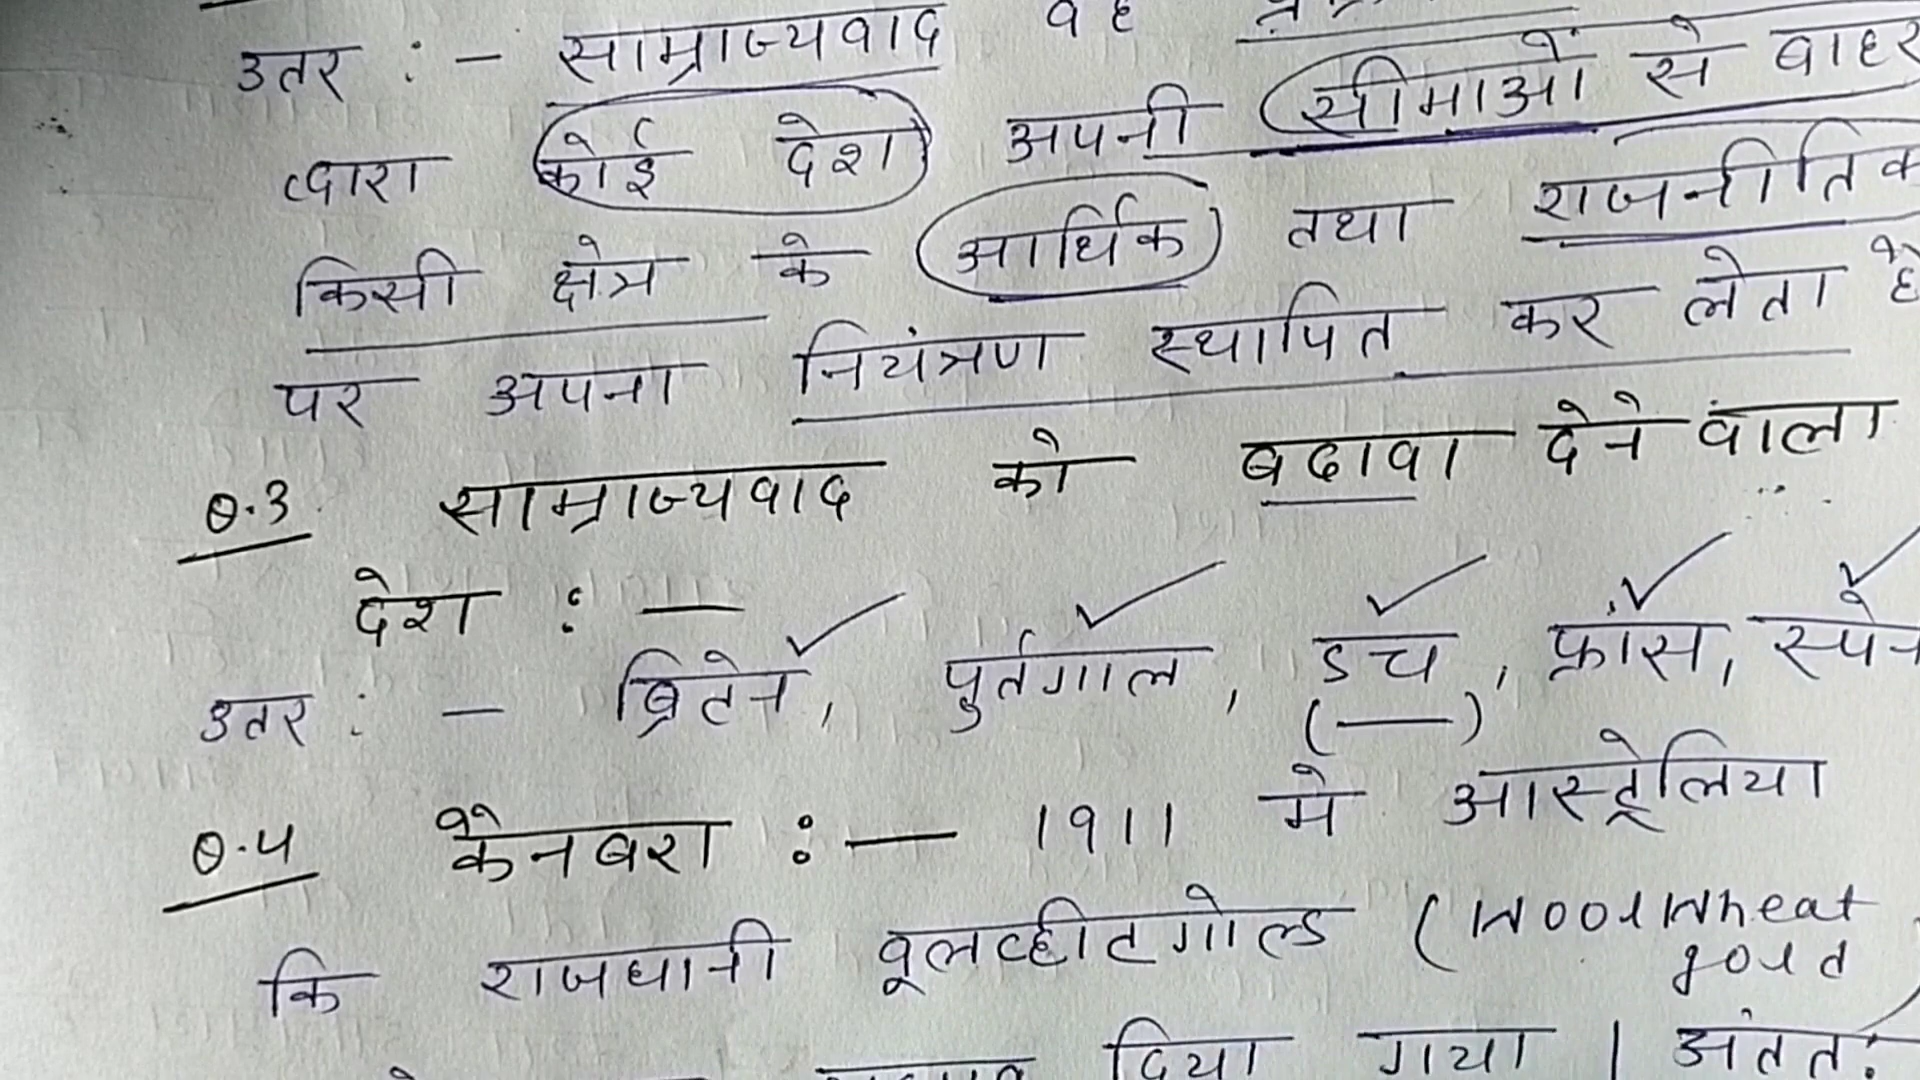 उतर : - साम्राज्यवाद वह
द्वारा कोई देश अपनी सीमाओं से बाहर
किसी क्षेत्र के आर्थिक तथा राजनीतिक
पर अपना नियंत्रण स्थापित कर लेता है
Q.3 साम्राज्यवाद को बढावा देने वाला
देश : —
उतर : - ब्रिटेन, पुर्तगाल, डच, फ्रांस, स्पेन
(—)
Q.4 कैनबरा : — 1911 मे आस्ट्रेलिया
कि राजधानी वूलव्हीटगोल्ड (Woolwheat
gold)
दिया गया | अंतत: